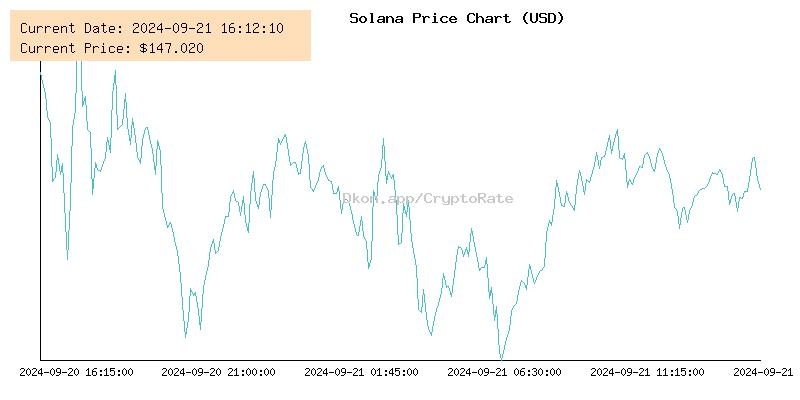 Solana Price Chart (USD)
Current Date: 2024-09-21 16:12:10
Current Price: $147.020
Dkon.app/CryptoRate
2024-09-20 16:15:00 2024-09-20 21:00:00 2024-09-21 01:45:00 2024-09-21 06:30:00 2024-09-21 11:15:00 2024-09-21